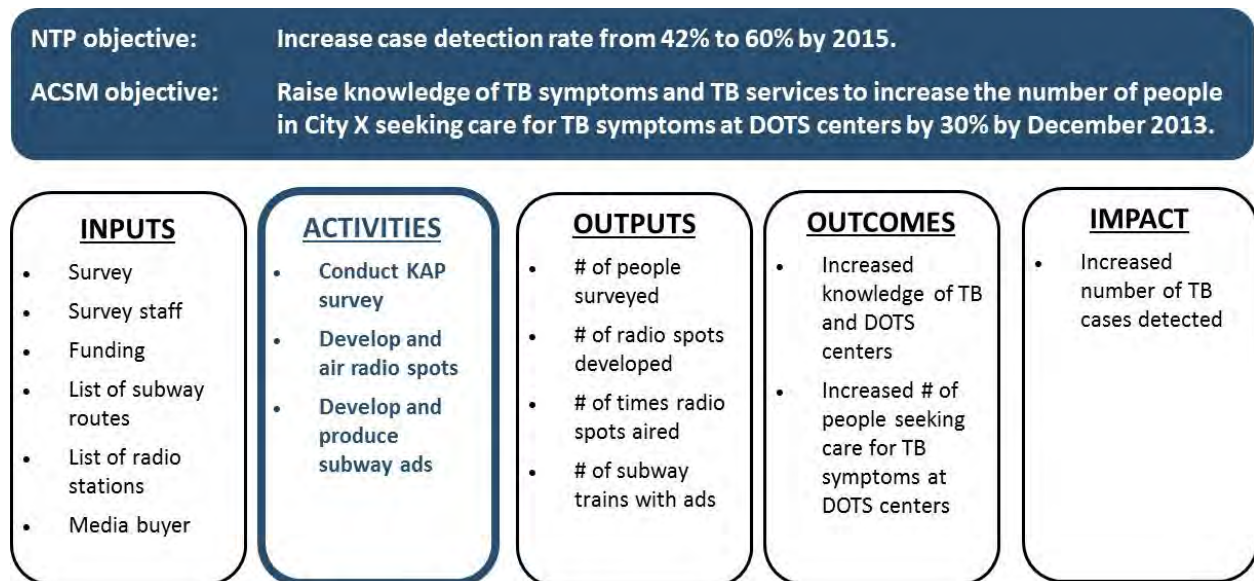 NTP objective: Increase case detection rate from 42% to 60% by 2015.
ACSM objective: Raise knowledge of TB symptoms and TB services to increase the number of people
in City X seeking care for TB symptoms at DOTS centers by 30% by December 2013.
INPUTS
• Survey
• Survey staff
• Funding
• List of subway
routes
• List of radio
stations
• Media buyer
ACTIVITIES
• Conduct KAP
survey
• Develop and
air radio spots
• Develop and
produce
subway ads
OUTPUTS
• # of people
surveyed
• # of radio spots
developed
• # of times radio
spots aired
• # of subway
trains with ads
OUTCOMES
• Increased
knowledge of TB
and DOTS
centers
• Increased # of
people seeking
care for TB
symptoms at
DOTS centers
IMPACT
• Increased
number of TB
cases detected